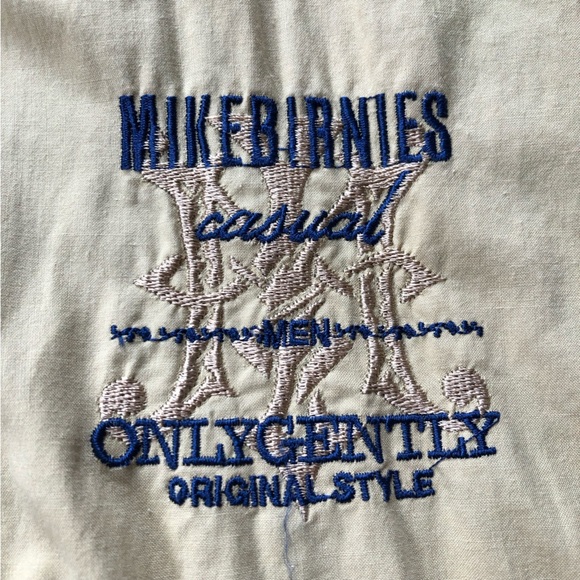 MIKEBIRNIES
casual
MEN
ONLYGENTLY
ORIGINAL STYLE